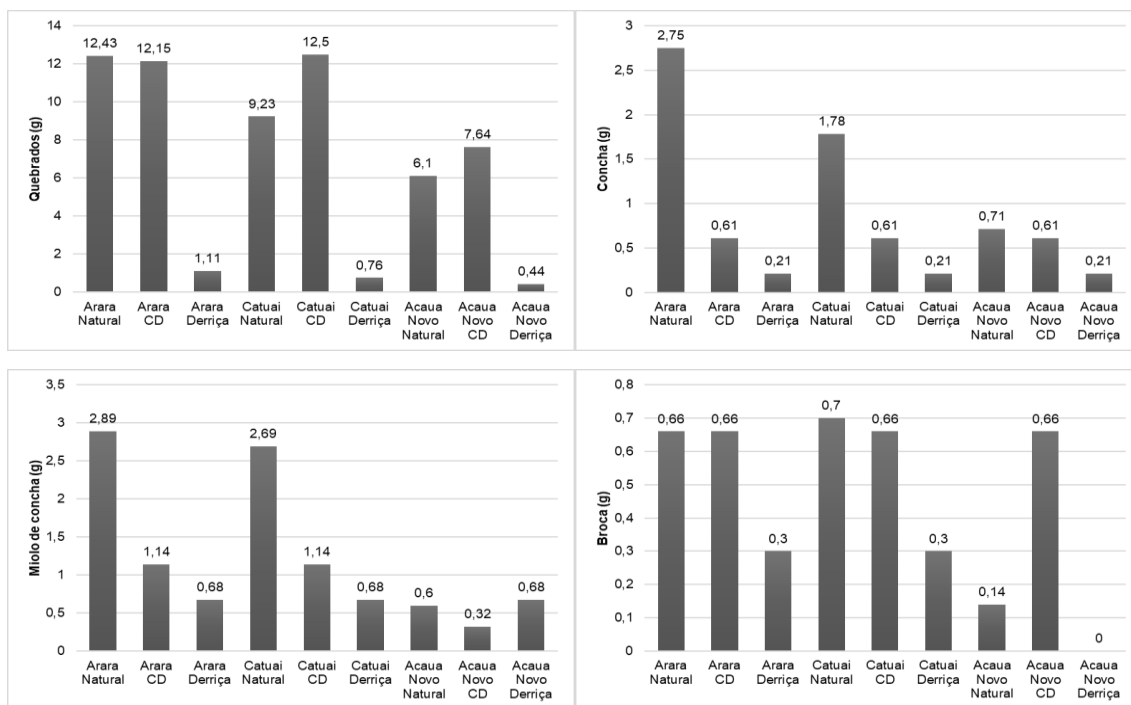 14
12
10
8
6
4
2
0
Quebrados (g)
12,43
12,15
1,11
9,23
12,5
0,76
6,1
7,64
0,44
Arara Natural
Arara CD
Arara Derriça
Catuai Natural
Catuai CD
Catuai Derriça
Acaua Novo Natural
Acaua Novo CD
Acaua Novo Derriça
3
2,5
2
1,5
1
0,5
0
Concha (g)
2,75
0,61
0,21
1,78
0,61
0,21
0,71
0,61
0,21
Arara Natural
Arara CD
Arara Derriça
Catuai Natural
Catuai CD
Catuai Derriça
Acaua Novo Natural
Acaua Novo CD
Acaua Novo Derriça
3,5
3
2,5
2
1,5
1
0,5
0
Miolo de concha (g)
2,89
1,14
0,68
2,69
1,14
0,68
0,6
0,32
0,68
Arara Natural
Arara CD
Arara Derriça
Catuai Natural
Catuai CD
Catuai Derriça
Acaua Novo Natural
Acaua Novo CD
Acaua Novo Derriça
0,8
0,7
0,6
0,5
0,4
0,3
0,2
0,1
0
Broca (g)
0,66
0,66
0,3
0,7
0,66
0,3
0,14
0,66
0
Arara Natural
Arara CD
Arara Derriça
Catuai Natural
Catuai CD
Catuai Derriça
Acaua Novo Natural
Acaua Novo CD
Acaua Novo Derriça